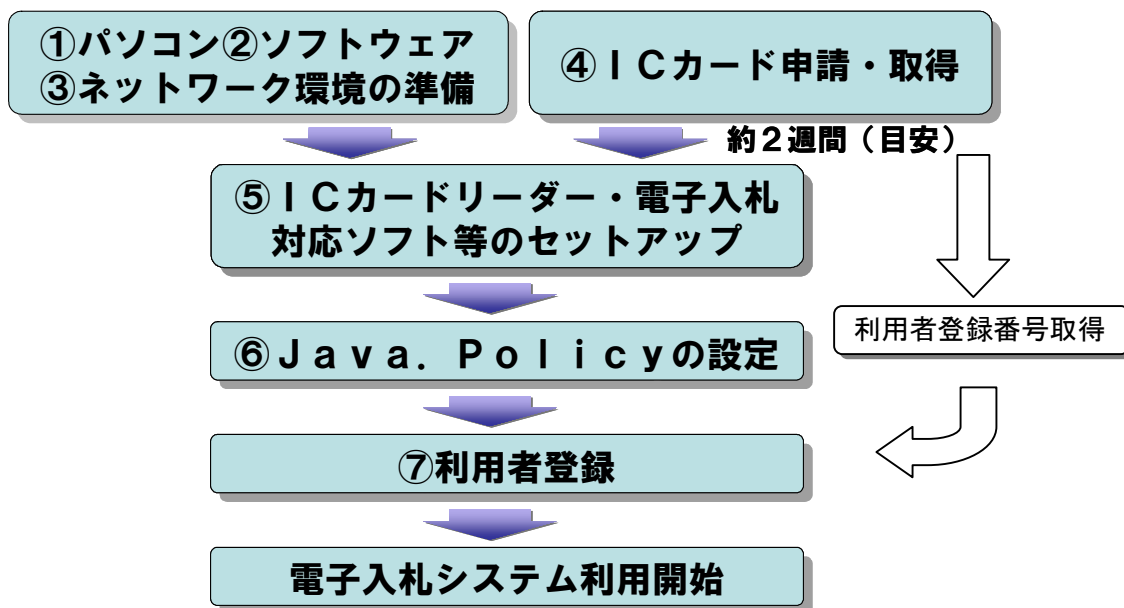 ①パソコン②ソフトウェア
③ネットワーク環境の準備
④ＩＣカード申請・取得
約２週間（目安）
⑤ＩＣカードリーダー・電子入札
対応ソフト等のセットアップ
利用者登録番号取得
⑥Ｊａｖａ．Ｐｏｌｉｃｙの設定
⑦利用者登録
電子入札システム利用開始